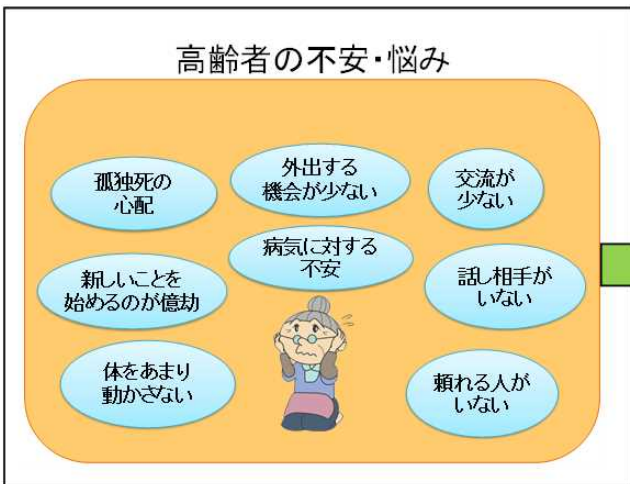 高齢者の不安・悩み
孤独死の
心配
外出する
機会が少ない
交流が
少ない
新しいことを
始めるのが億劫
病気に対する
不安
話し相手が
いない
体をあまり
動かさない
頼れる人が
いない